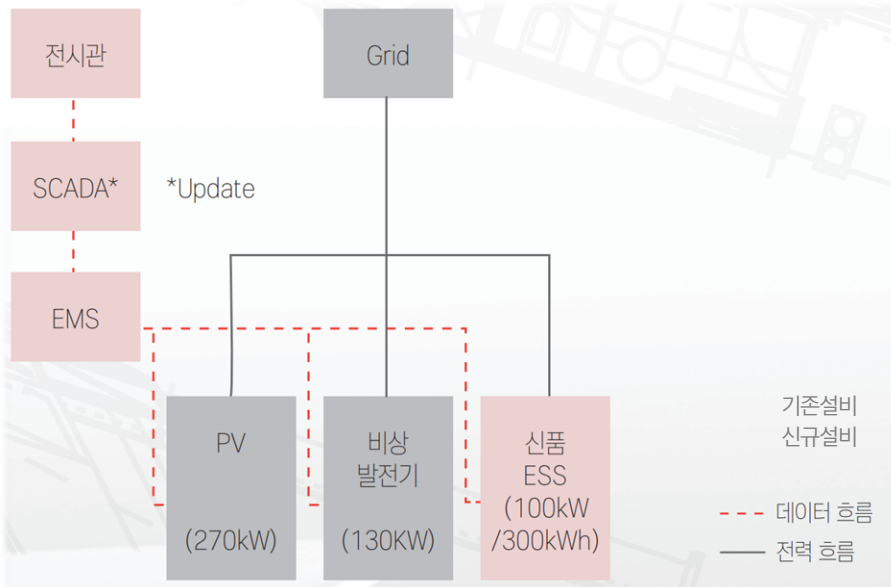 전시관
Grid
SCADA*
*Update
EMS
PV
(270kW)
비상
발전기
(130KW)
신품
ESS
(100kW
/300kWh)
기존설비
신규설비
데이터 흐름
전력 흐름